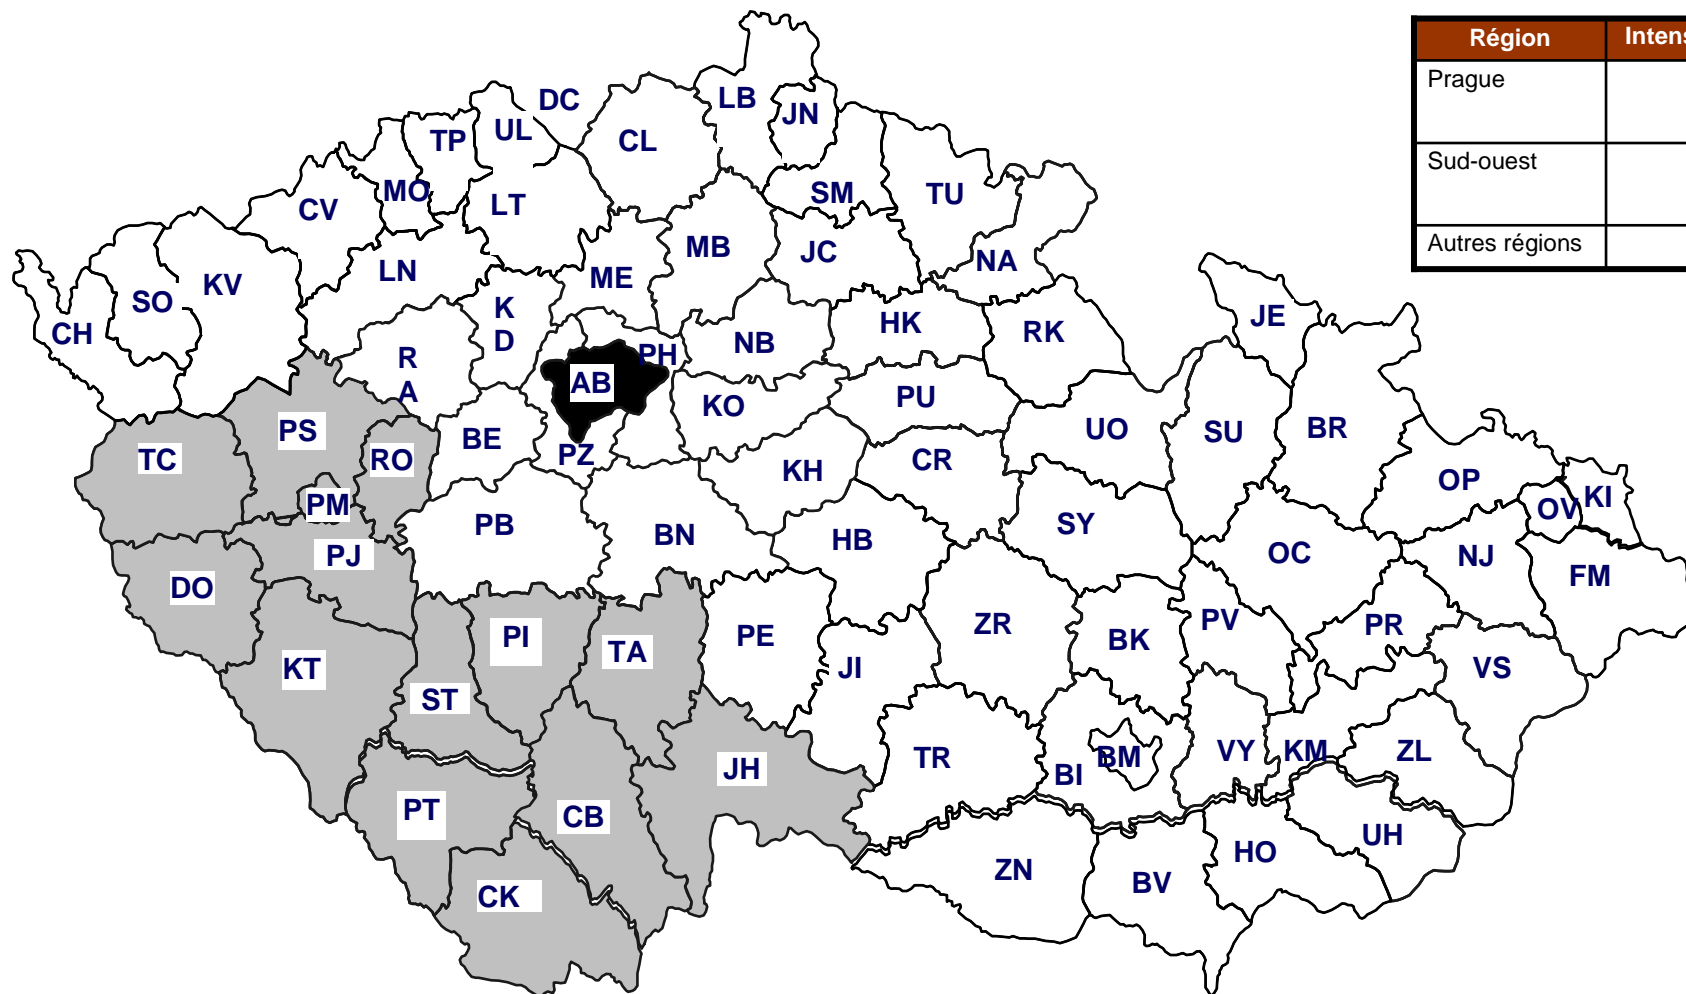 Région Intens
Prague
Sud-ouest
Autres régions
DC
LB
JN
UL
TP
CL
MO
SM
TU
CV
LT
MB
JC
NA
LN
ME
KV
SO
CH
K
D
HK
RK
JE
NB
PH
R
A
AB
KO
PU
PS
BE
UO
SU
BR
TC
RO
PZ
KH
CR
OP
PM
KI
OV
PB
BN
HB
SY
PJ
OC
NJ
DO
FM
PI
TA
PE
ZR
BK
PV
PR
KT
JI
VS
ST
JH
TR
BI
BM
VY
KM
ZL
PT
CB
UH
HO
ZN
BV
CK